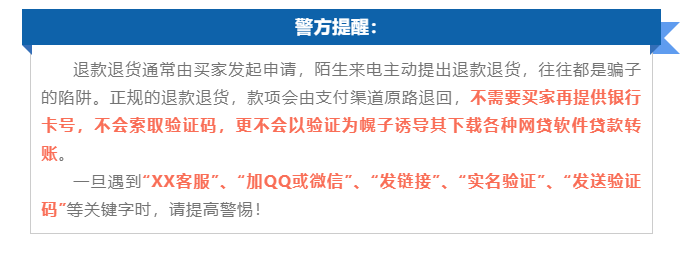 警方提醒：
退款退货通常由买家发起申请，陌生来电主动提出退款退货，往往都是骗子
的陷阱。正规的退款退货，款项会由支付渠道原路退回，不需要买家再提供银行
卡号，不会索取验证码，更不会以验证为幌子诱导其下载各种网贷软件贷款转
账。
一旦遇到“XX客服”、“加QQ或微信”、“发链接”、“实名验证”、“发送验证
码”等关键字时，请提高警惕！